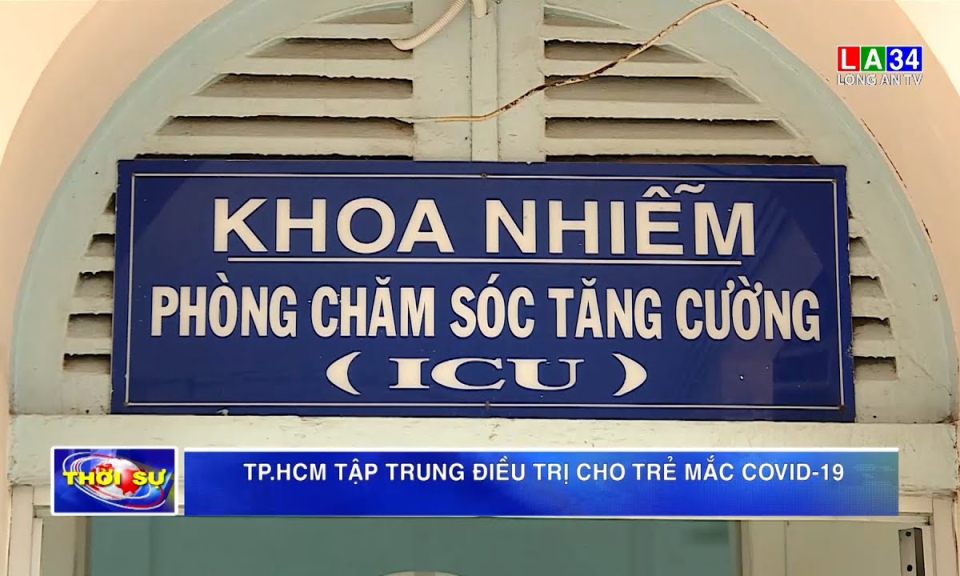 LA34
LONG AN TV
KHOA NHIỄM
PHÒNG CHĂM SÓC TĂNG CƯỜNG
(ICU)
THỜI SỰ
TP.HCM TẬP TRUNG ĐIỀU TRỊ CHO TRẺ MẮC COVID-19